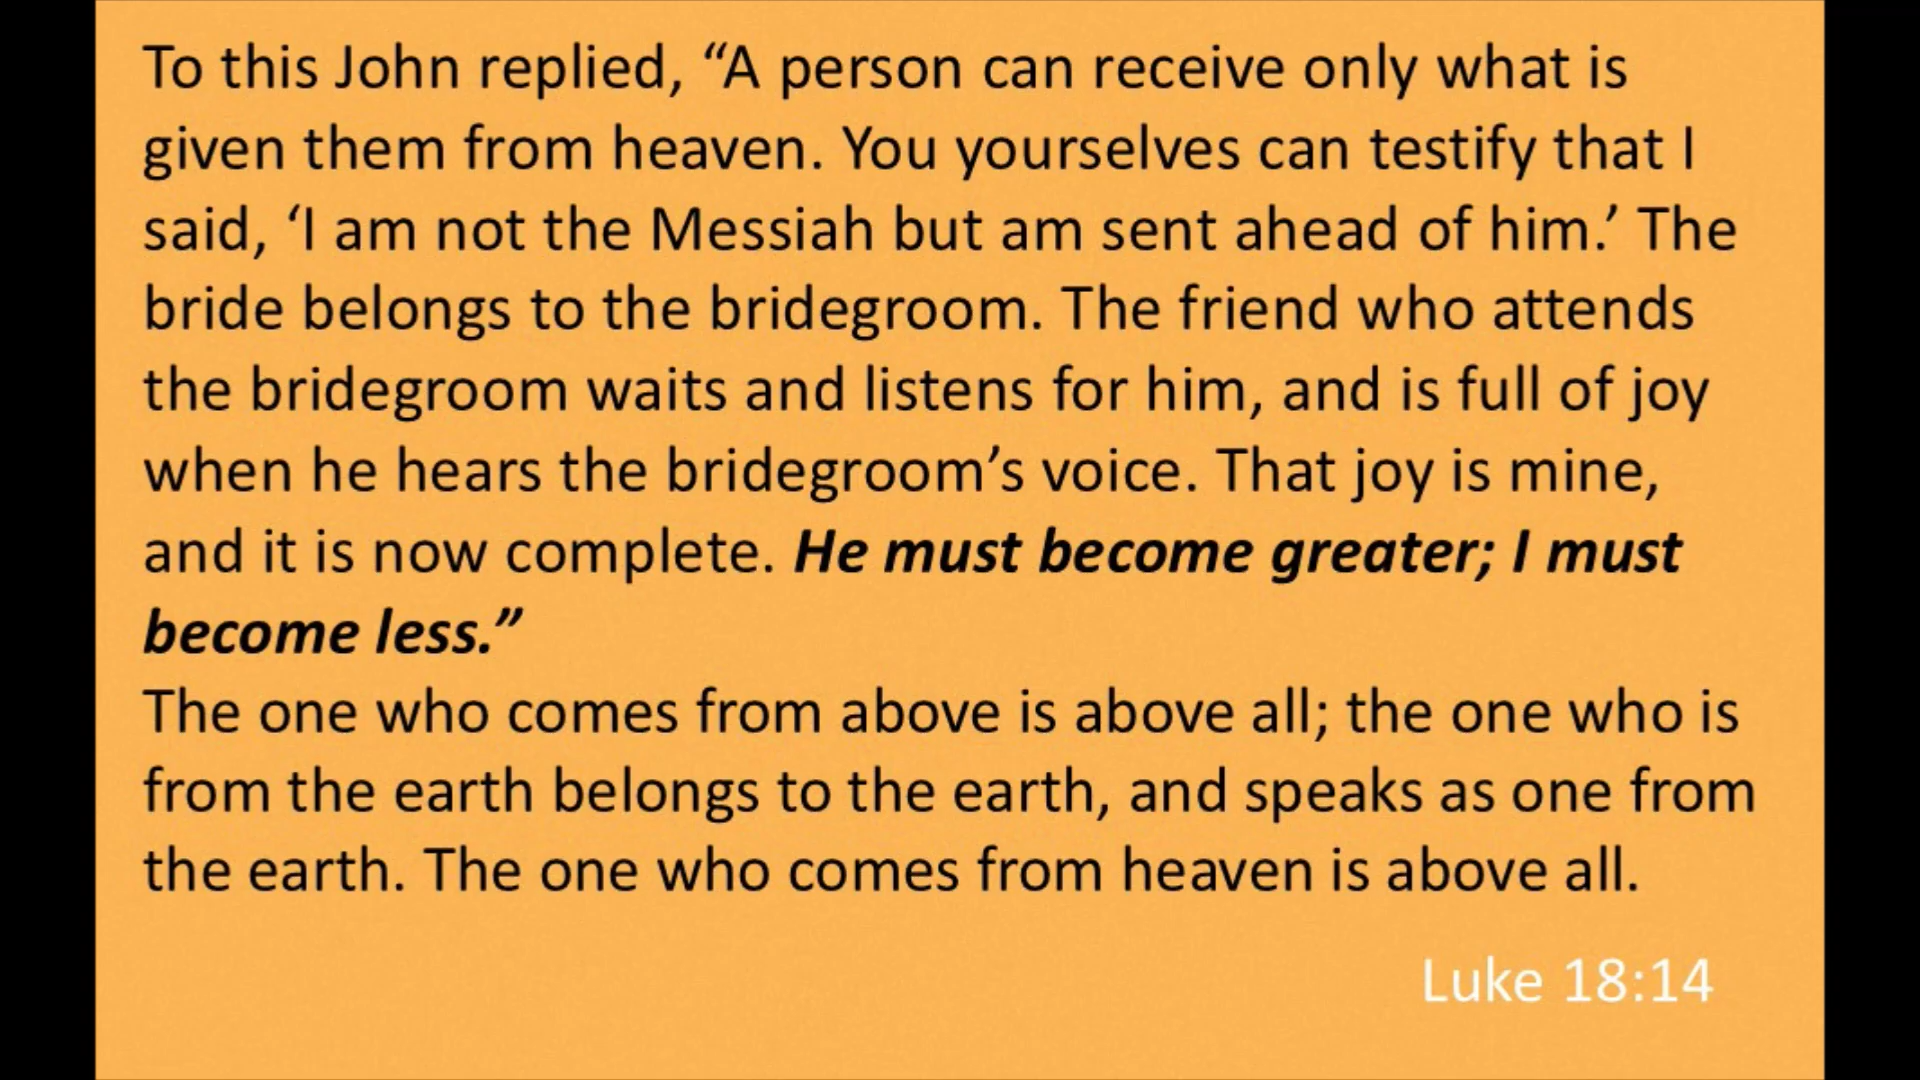 To this John replied, “A person can receive only what is
given them from heaven. You yourselves can testify that I
said, ‘I am not the Messiah but am sent ahead of him.’ The
bride belongs to the bridegroom. The friend who attends
the bridegroom waits and listens for him, and is full of joy
when he hears the bridegroom’s voice. That joy is mine,
and it is now complete. He must become greater; I must
become less.”
The one who comes from above is above all; the one who is
from the earth belongs to the earth, and speaks as one from
the earth. The one who comes from heaven is above all.
Luke 18:14